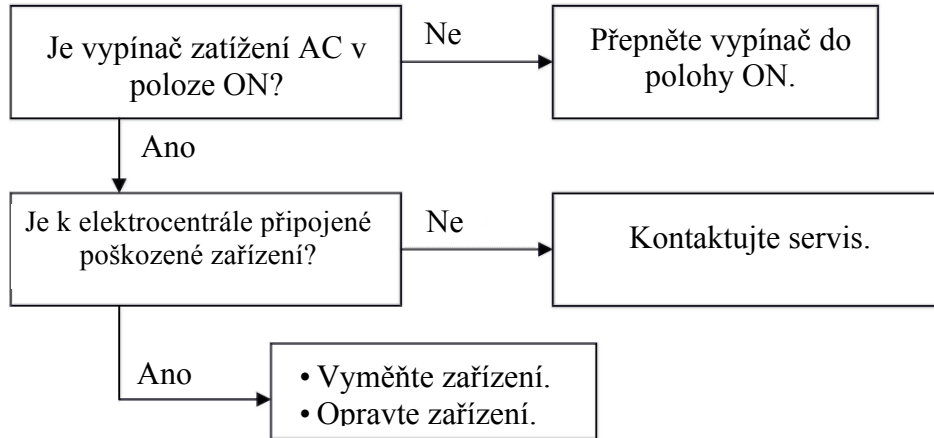 Je vypínač zatížení AC v
poloze ON?
Ne
Přepněte vypínač do
polohy ON.
Ano
Je k elektrocentrále připojené
poškozené zařízení?
Ne
Kontaktujte servis.
Ano
• Vyměňte zařízení.
• Opravte zařízení.